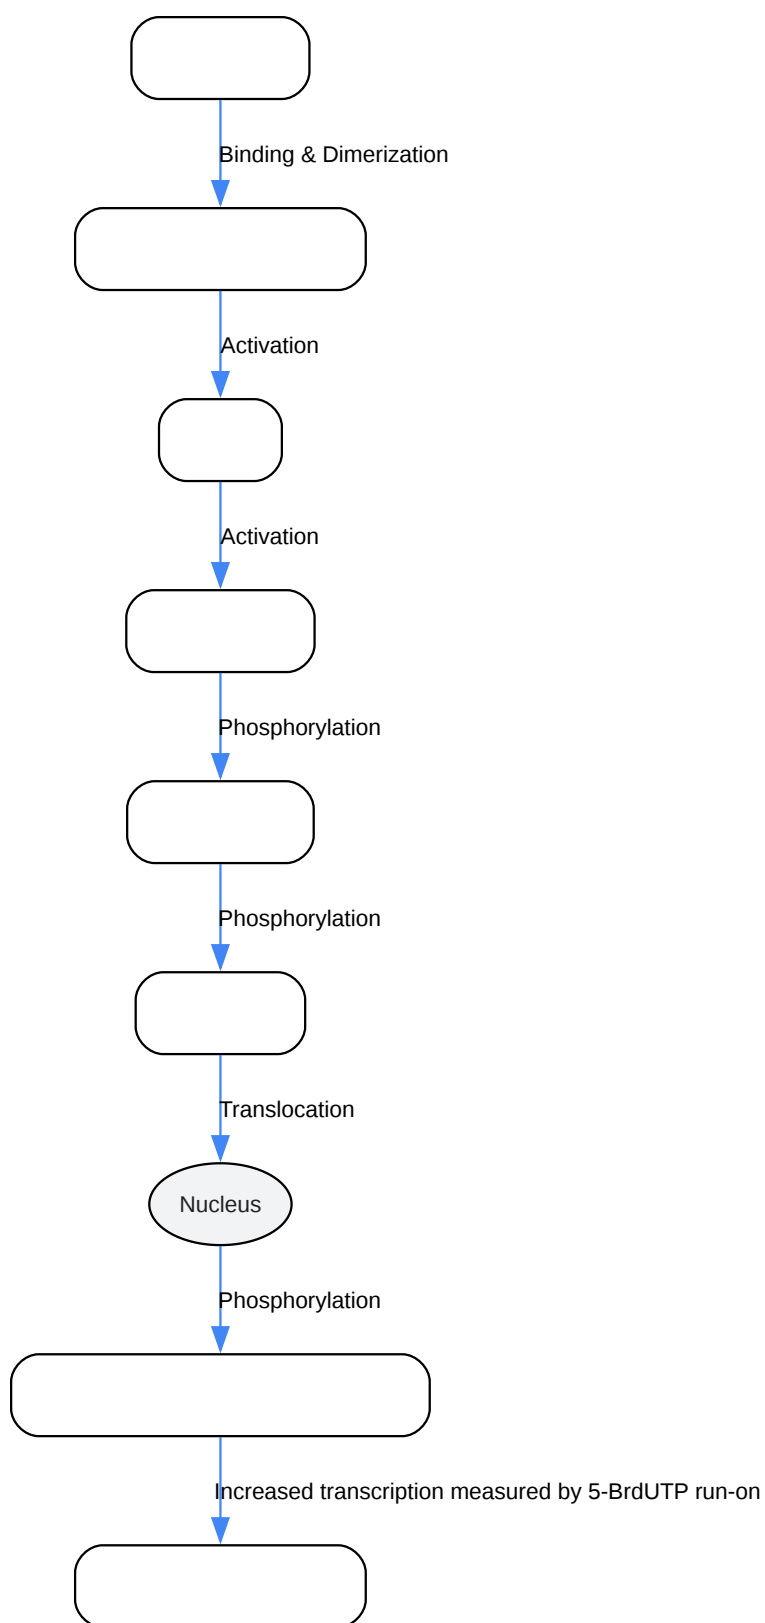 Binding & Dimerization
Activation
Activation
Phosphorylation
Phosphorylation
Translocation
Nucleus
Phosphorylation
Increased transcription measured by 5-BrdUTP run-on